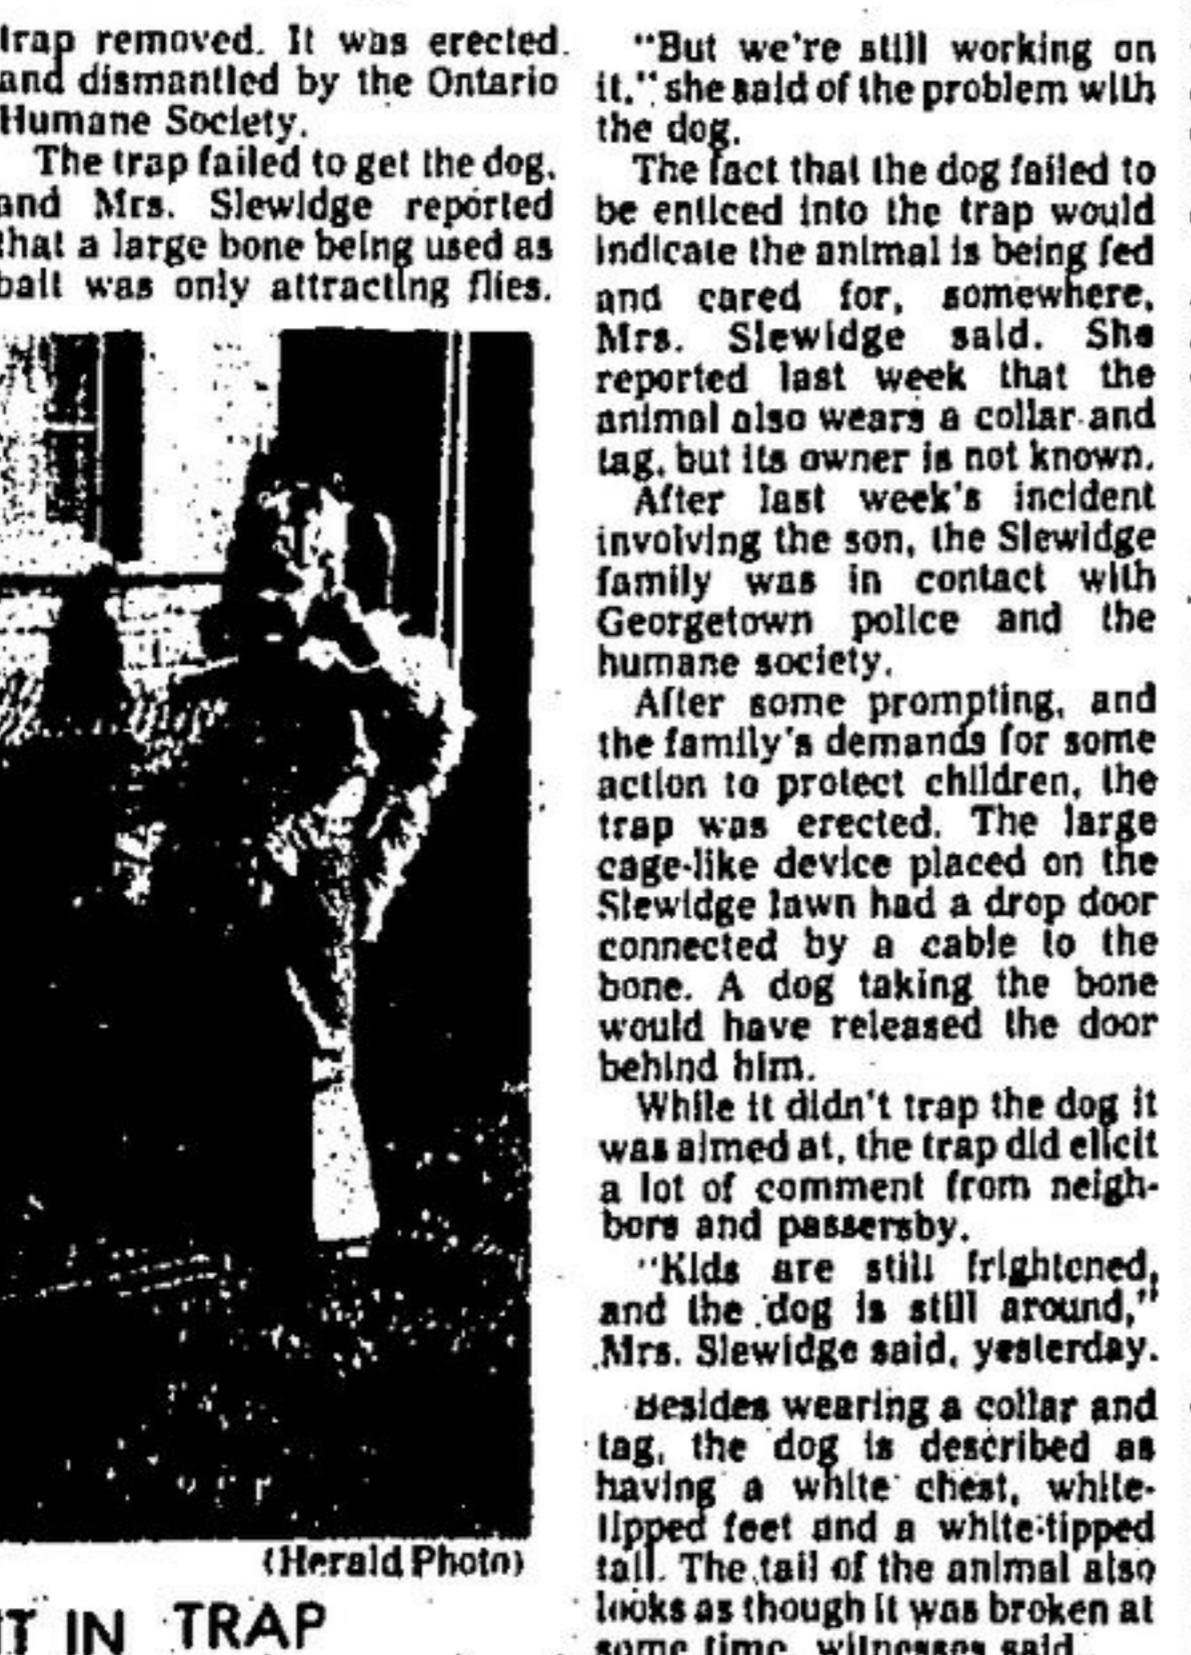 trap removed. It was erected
and dismantled by the Ontario
Humane Society.
The trap failed to get the dog,
and Mrs. Slewidge reported
that a large bone being used as
bait was only attracting flies.
(Herald Photo)
IN TRAP
"But we're still working on
it," she said of the problem with
the dog.
The fact that the dog failed to
be enticed into the trap would
indicate the animal is being fed
and cared for, somewhere,
Mrs. Slewidge said. She
reported last week that the
animal also wears a collar and
tag, but its owner is not known.
After last week's incident
involving the son, the Slewidge
family was in contact with
Georgetown police and the
humane society.
After some prompting, and
the family's demands for some
action to protect children, the
trap was erected. The large
cage-like device placed on the
Slewidge lawn had a drop door
connected by a cable to the
bone. A dog taking the bone
would have released the door
behind him.
While it didn't trap the dog it
was aimed at, the trap did elicit
a lot of comment from neigh-
bors and passersby.
"Kids are still frightened,
and the dog is still around,"
Mrs. Slewidge said, yesterday.
Besides wearing a collar and
tag, the dog is described as
having a white chest, white-
tipped feet and a white-tipped
tail. The tail of the animal also
looks as though it was broken at
some time, witnesses said.